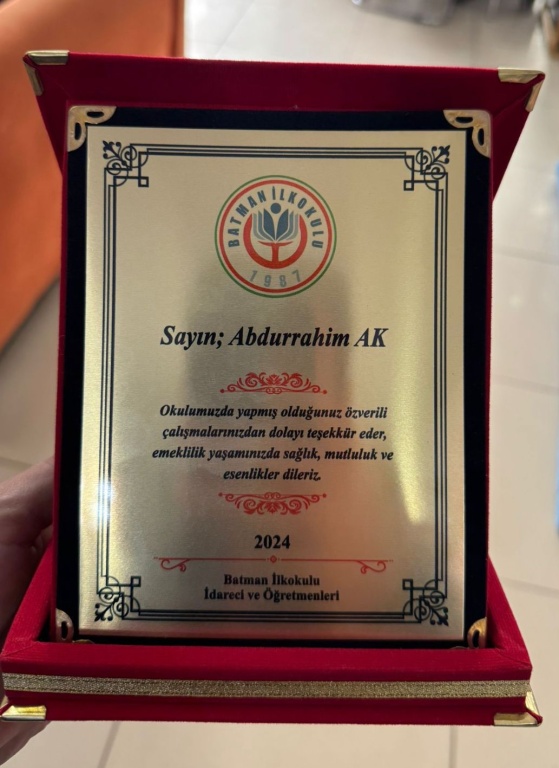 BATMAN İLKOKULU
1987
Sayın; Abdurrahim AK
Okulumuzda yapmış olduğunuz özverili
çalışmalarınızdan dolayı teşekkür eder,
emeklilik yaşamınızda sağlık, mutluluk ve
esenlikler dileriz.
2024
Batman İlkokulu
İdareci ve Öğretmenleri